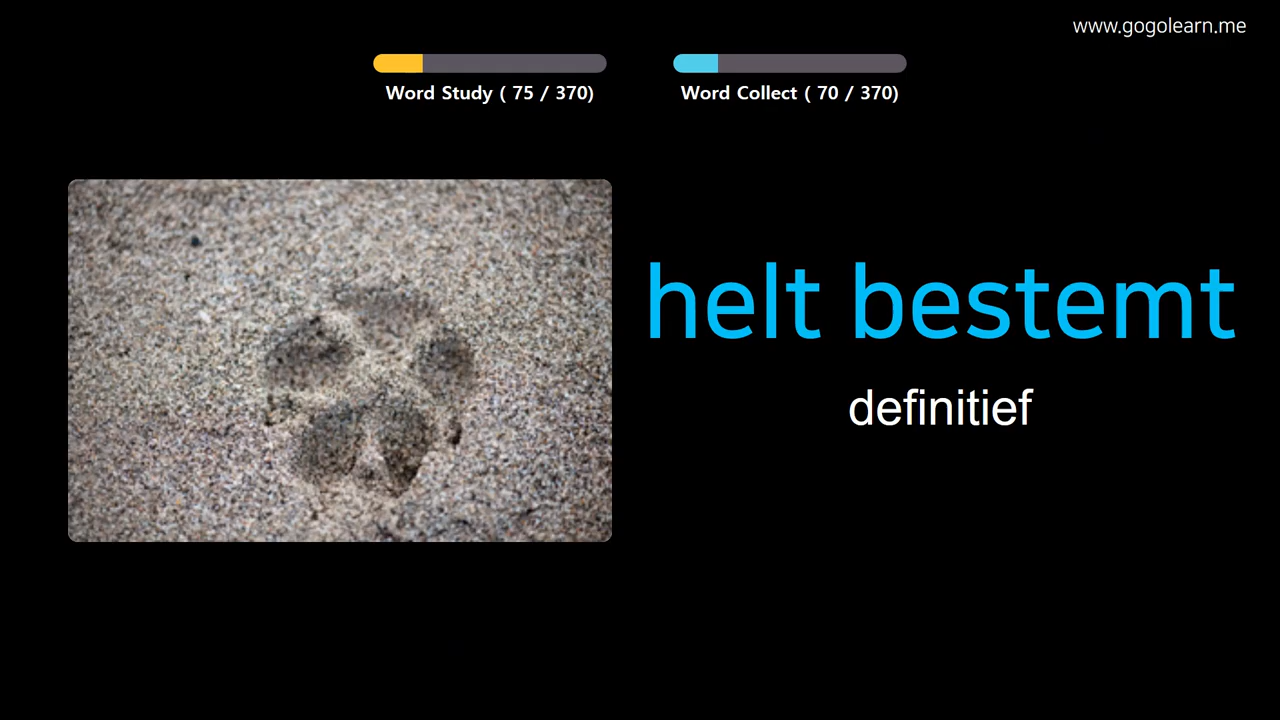 www.gogolearn.me
Word Study ( 75 / 370)
Word Collect ( 70 / 370)
helt bestemt
definitief